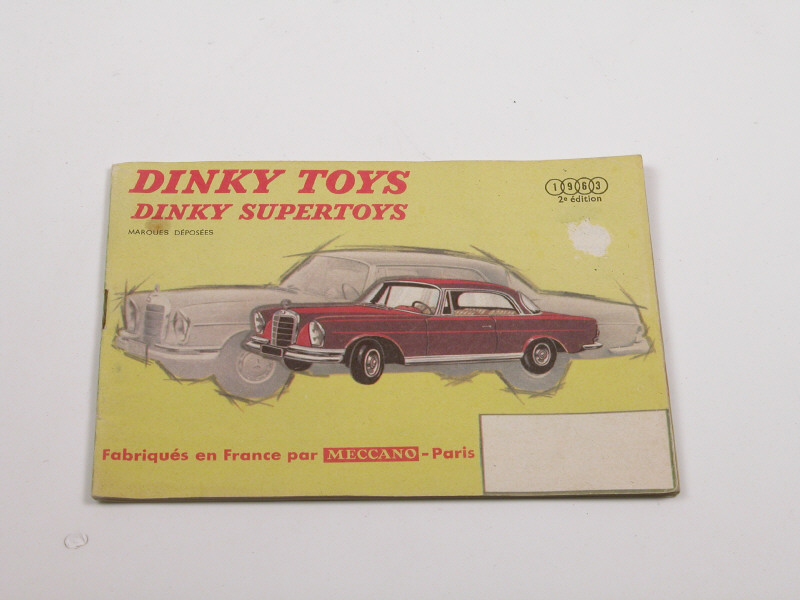 DINKY TOYS
DINKY SUPERTOYS
MARQUES DÉPOSÉES
1963
2e édition
Fabriqués en France par MECCANO - Paris